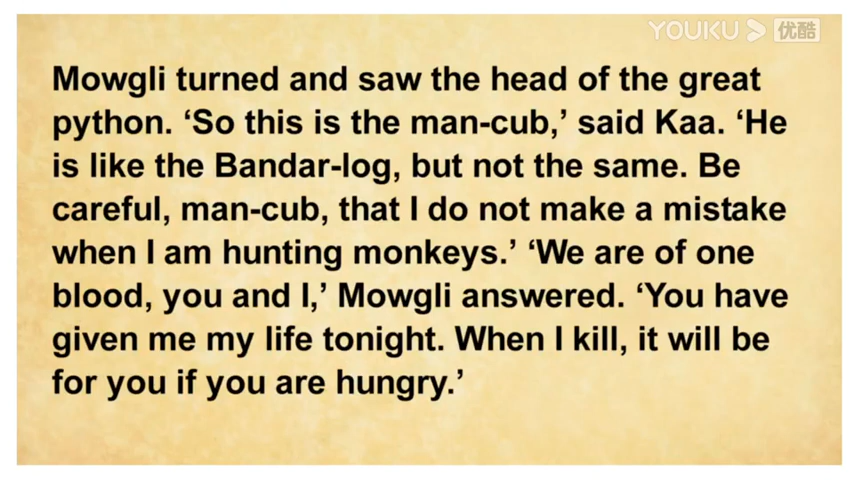 YOUKU 优酷
Mowgli turned and saw the head of the great
python. ‘So this is the man-cub,’ said Kaa. ‘He
is like the Bandar-log, but not the same. Be
careful, man-cub, that I do not make a mistake
when I am hunting monkeys.’ ‘We are of one
blood, you and I,’ Mowgli answered. ‘You have
given me my life tonight. When I kill, it will be
for you if you are hungry.’